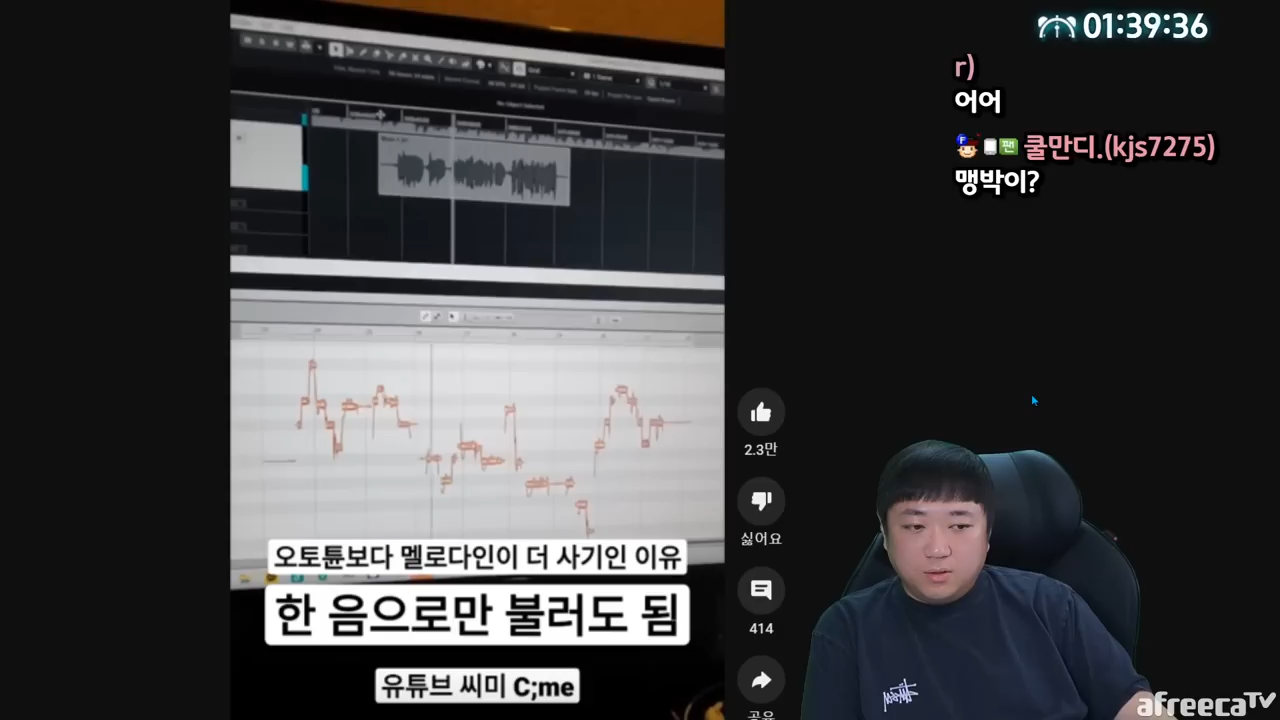 01:39:36
r)
어어
F 팬 쿨만디.(kjs7275)
맹박이?
2.3만
싫어요
414
공유
오토튠보다 멜로다인이 더 사기인 이유
한 음으로만 불러도 됨
유튜브 씨미 C;me
afreecaTV